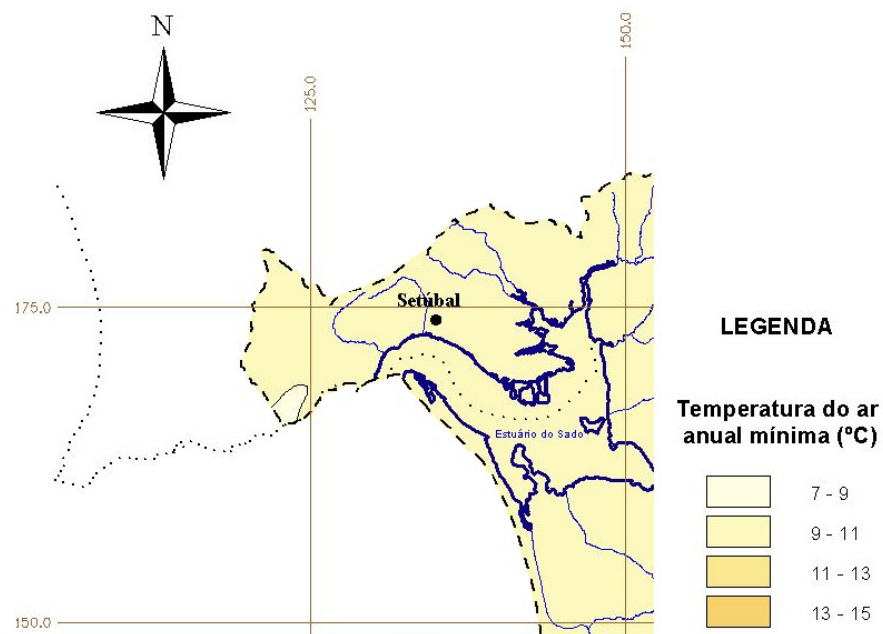 N
150.0
125.0
175.0
Setúbal
LEGENDA
Temperatura do ar
anual mínima (ºC)
Estuário do Sado
7 - 9
9 - 11
11 - 13
13 - 15
150.0